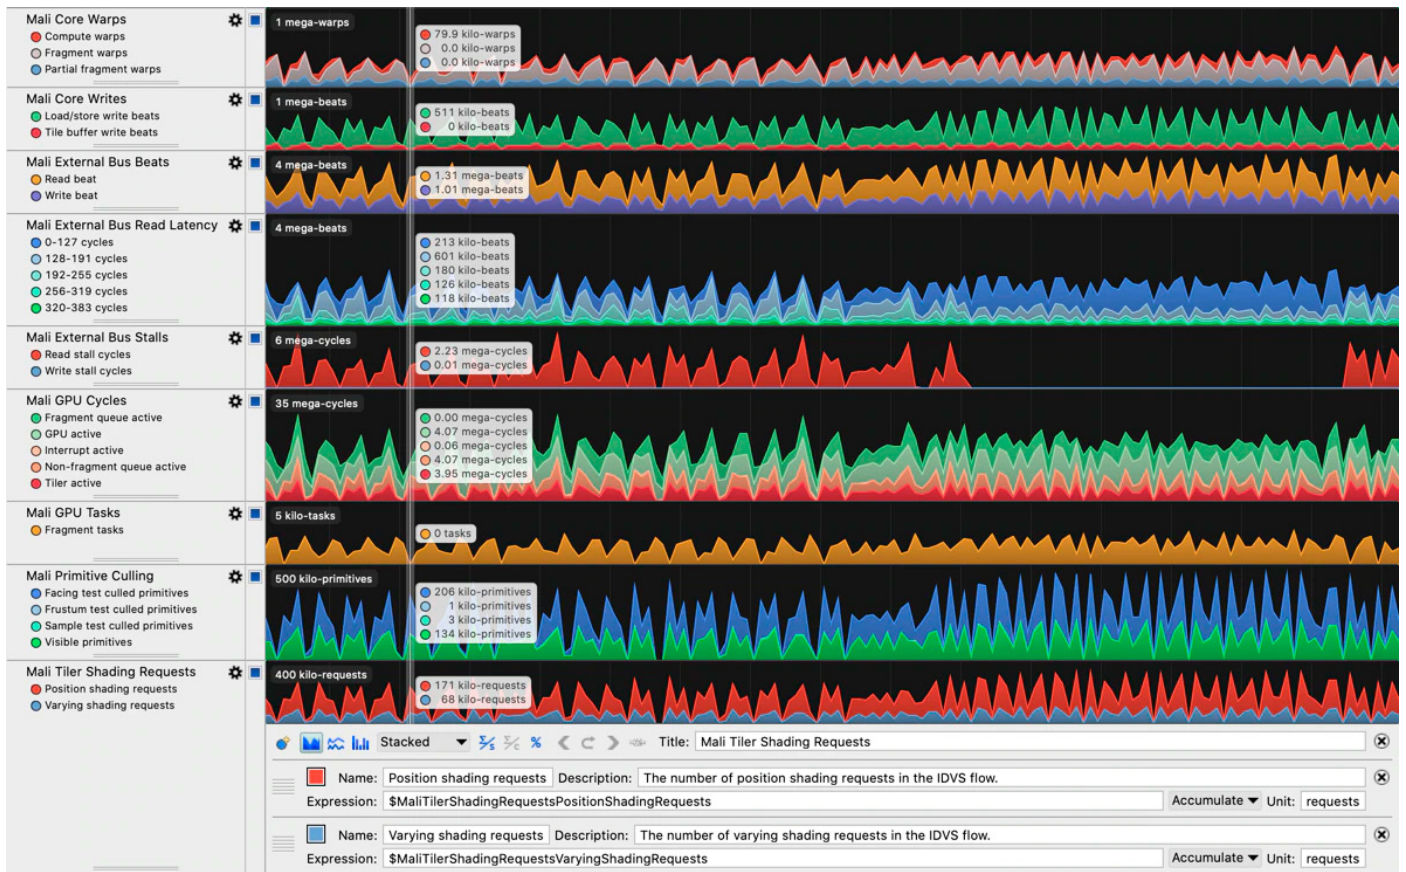 Mali Core Warps
Compute warps
Fragment warps
Partial fragment warps
1 mega-warps
79.9 kilo-warps
0.0 kilo-warps
0.0 kilo-warps
Mali Core Writes
Load/store write beats
Tile buffer write beats
1 mega-beats
511 kilo-beats
0 kilo-beats
Mali External Bus Beats
Read beat
Write beat
4 mega-beats
1.31 mega-beats
1.01 mega-beats
Mali External Bus Read Latency
0-127 cycles
128-191 cycles
192-255 cycles
256-319 cycles
320-383 cycles
4 mega-beats
213 kilo-beats
601 kilo-beats
180 kilo-beats
126 kilo-beats
118 kilo-beats
Mali External Bus Stalls
Read stall cycles
Write stall cycles
6 mega-cycles
2.23 mega-cycles
0.01 mega-cycles
Mali GPU Cycles
Fragment queue active
GPU active
Interrupt active
Non-fragment queue active
Tiler active
35 mega-cycles
0.00 mega-cycles
4.07 mega-cycles
0.06 mega-cycles
4.07 mega-cycles
3.95 mega-cycles
Mali GPU Tasks
Fragment tasks
5 kilo-tasks
0 tasks
Mali Primitive Culling
Facing test culled primitives
Frustum test culled primitives
Sample test culled primitives
Visible primitives
500 kilo-primitives
206 kilo-primitives
1 kilo-primitives
3 kilo-primitives
134 kilo-primitives
Mali Tiler Shading Requests
Position shading requests
Varying shading requests
400 kilo-requests
171 kilo-requests
68 kilo-requests
Stacked Σ/s Σ/c % Title: Mali Tiler Shading Requests
Name: Position shading requests Description: The number of position shading requests in the IDVS flow.
Expression: $MaliTilerShadingRequestsPositionShadingRequests Accumulate Unit: requests
Name: Varying shading requests Description: The number of varying shading requests in the IDVS flow.
Expression: $MaliTilerShadingRequestsVaryingShadingRequests Accumulate Unit: requests